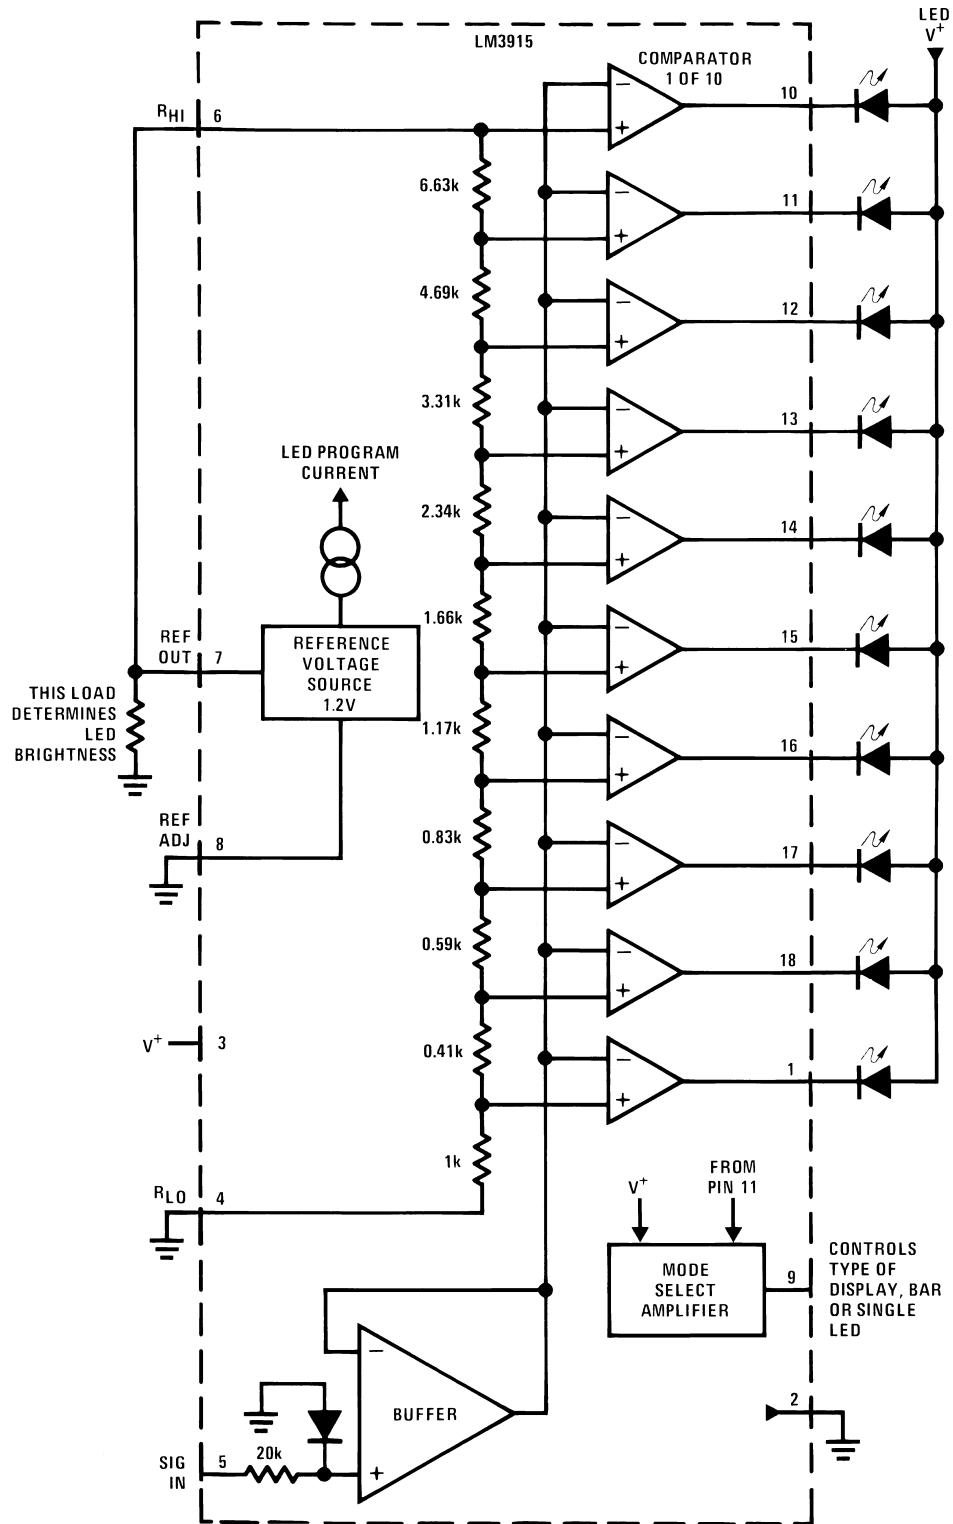 LED
V+
LM3915
COMPARATOR
1 OF 10
−
+
10
RHI
6
6.63k
−
+
11
4.69k
−
+
12
3.31k
−
+
13
LED PROGRAM
CURRENT
2.34k
−
+
14
1.66k
−
+
15
REF
OUT
7
REFERENCE
VOLTAGE
SOURCE
1.2V
THIS LOAD
DETERMINES
LED
BRIGHTNESS
1.17k
−
+
16
REF
ADJ
8
0.83k
−
+
17
0.59k
−
+
18
V+
3
0.41k
−
+
1
1k
RLO
4
V+
FROM
PIN 11
MODE
SELECT
AMPLIFIER
9
CONTROLS
TYPE OF
DISPLAY, BAR
OR SINGLE
LED
−
BUFFER
+
2
SIG
IN
5
20k